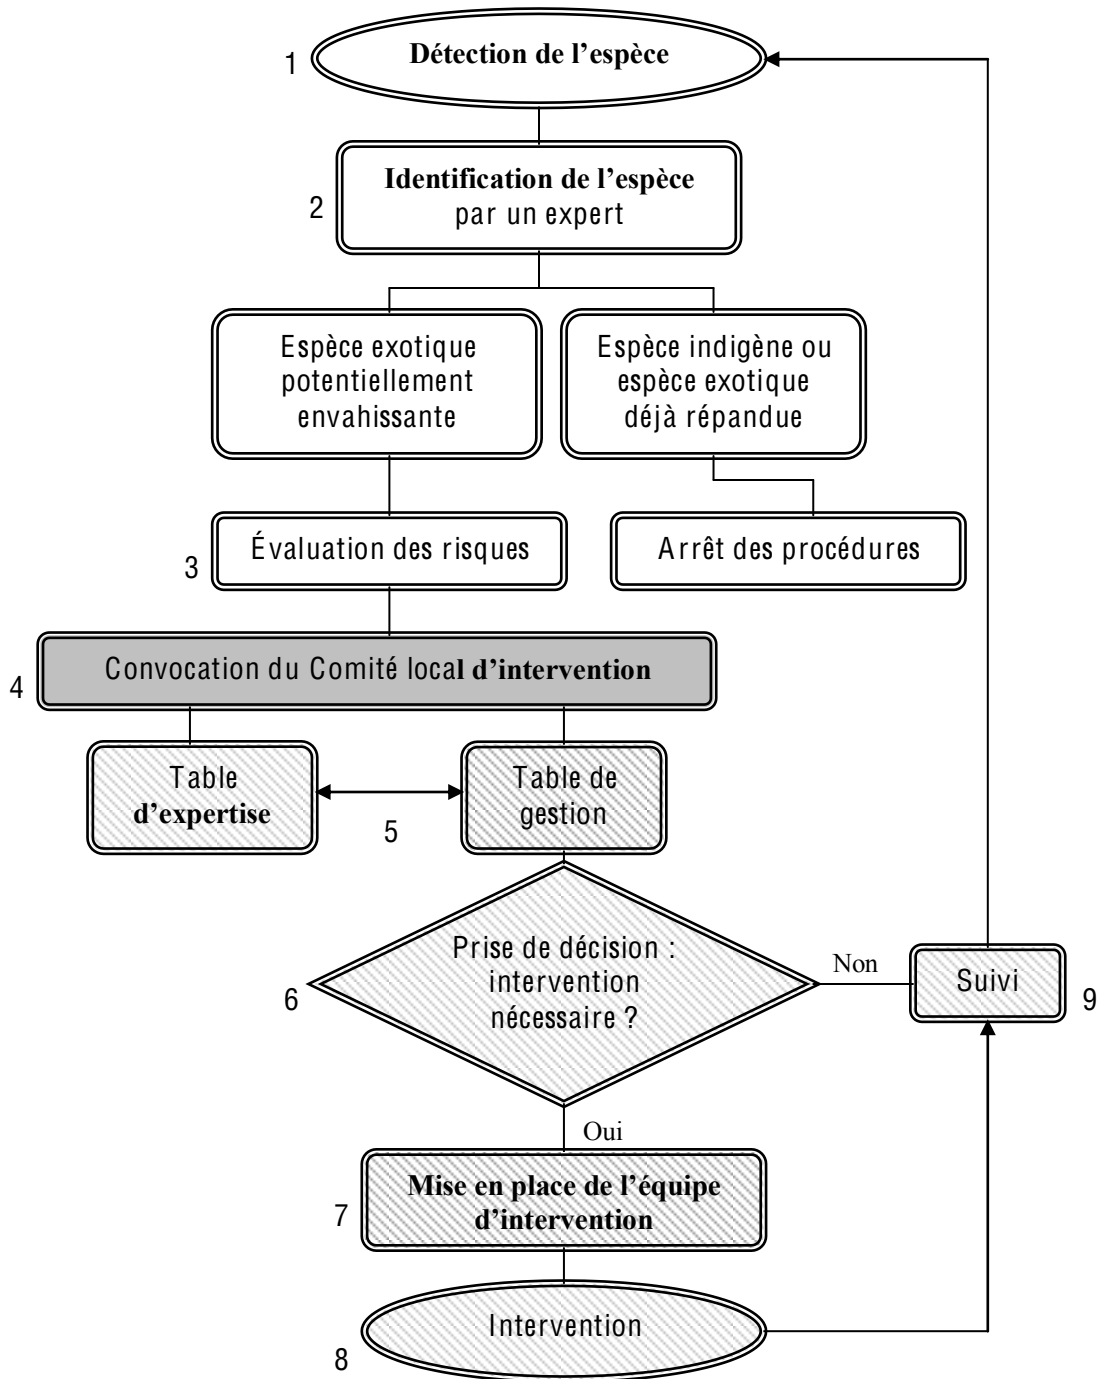 1
Détection de l’espèce
2
Identification de l’espèce
par un expert
Espèce exotique
potentiellement
envahissante
Espèce indigène ou
espèce exotique
déjà répandue
3
Évaluation des risques
Arrêt des procédures
4
Convocation du Comité local d’intervention
Table
d’expertise
5
Table de
gestion
6
Prise de décision :
intervention
nécessaire ?
Non
Suivi
9
Oui
7
Mise en place de l’équipe
d’intervention
8
Intervention